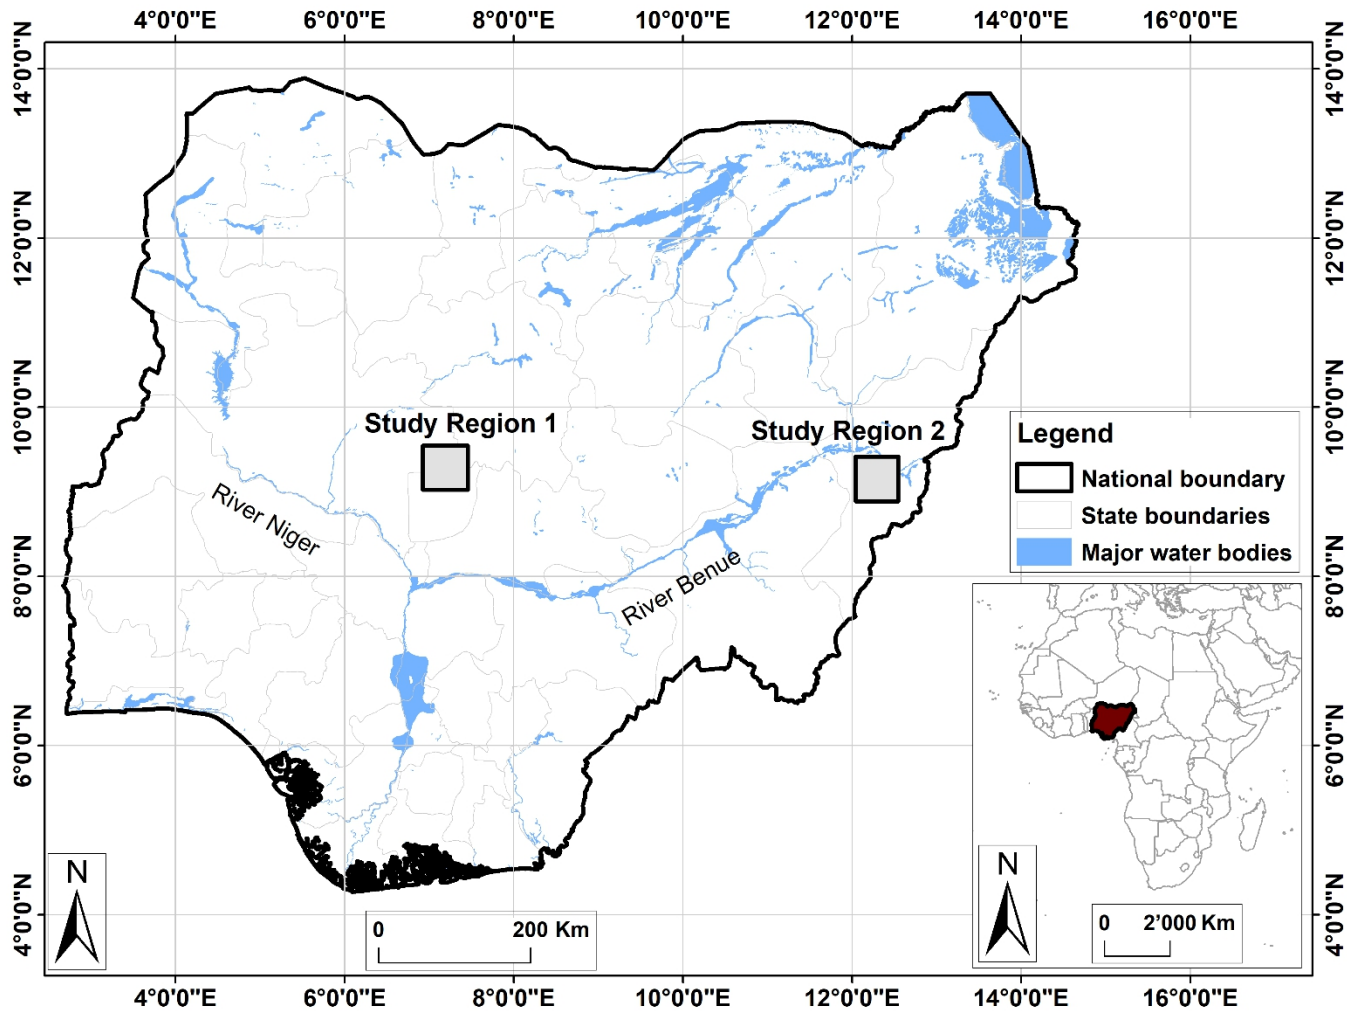 4°0'0"E 6°0'0"E 8°0'0"E 10°0'0"E 12°0'0"E 14°0'0"E 16°0'0"E
14°0'0"N
12°0'0"N
10°0'0"N
8°0'0"N
6°0'0"N
4°0'0"N
Study Region 1
Study Region 2
River Niger
River Benue
Legend
National boundary
State boundaries
Major water bodies
N
0 200 Km
N
0 2'000 Km
14°0'0"N
12°0'0"N
10°0'0"N
8°0'0"N
6°0'0"N
4°0'0"N
4°0'0"E 6°0'0"E 8°0'0"E 10°0'0"E 12°0'0"E 14°0'0"E 16°0'0"E